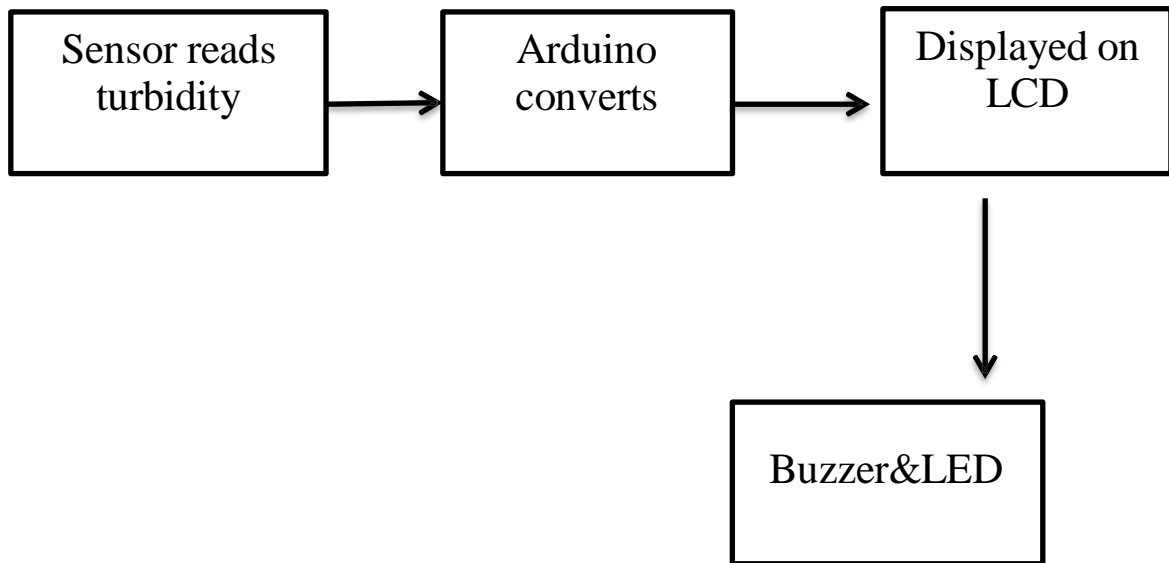 Sensor reads
turbidity
Arduino
converts
Displayed on
LCD
Buzzer&LED